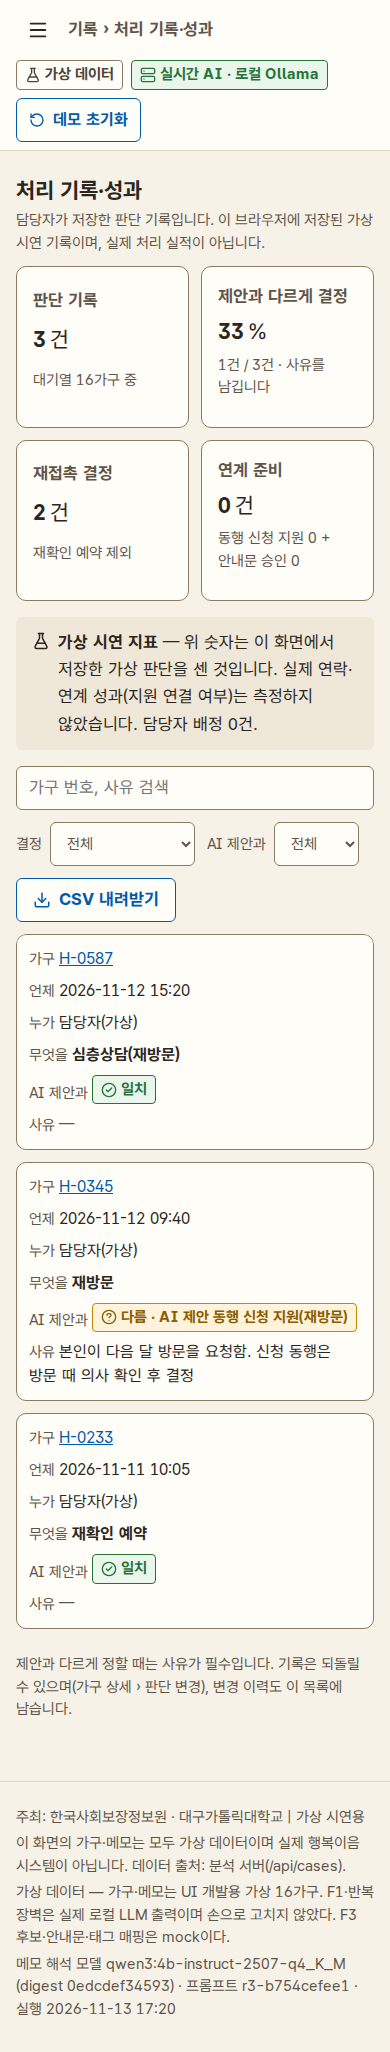 기록 › 처리 기록·성과
가상 데이터
실시간 AI · 로컬 Ollama
데모 초기화
처리 기록·성과
담당자가 저장한 판단 기록입니다. 이 브라우저에 저장된 가상
시연 기록이며, 실제 처리 실적이 아닙니다.
판단 기록
3 건
대기열 16가구 중
제안과 다르게 결정
33 %
1건 / 3건 · 사유를
남깁니다
재접촉 결정
2 건
재확인 예약 제외
연계 준비
0 건
동행 신청 지원 0 +
안내문 승인 0
가상 시연 지표 — 위 숫자는 이 화면에서
저장한 가상 판단을 센 것입니다. 실제 연락·
연계 성과(지원 연결 여부)는 측정하지
않았습니다. 담당자 배정 0건.
가구 번호, 사유 검색
결정 전체 AI 제안과 전체
CSV 내려받기
가구 H-0587
언제 2026-11-12 15:20
누가 담당자(가상)
무엇을 심층상담(재방문)
AI 제안과 일치
사유 —
가구 H-0345
언제 2026-11-12 09:40
누가 담당자(가상)
무엇을 재방문
AI 제안과 다름 · AI 제안 동행 신청 지원(재방문)
사유 본인이 다음 달 방문을 요청함. 신청 동행은
방문 때 의사 확인 후 결정
가구 H-0233
언제 2026-11-11 10:05
누가 담당자(가상)
무엇을 재확인 예약
AI 제안과 일치
사유 —
제안과 다르게 정할 때는 사유가 필수입니다. 기록은 되돌릴
수 있으며(가구 상세 › 판단 변경), 변경 이력도 이 목록에
남습니다.
주최: 한국사회보장정보원 · 대구가톨릭대학교 | 가상 시연용
이 화면의 가구·메모는 모두 가상 데이터이며 실제 행복이음
시스템이 아닙니다. 데이터 출처: 분석 서버(/api/cases).
가상 데이터 — 가구·메모는 UI 개발용 가상 16가구. F1·반복
장벽은 실제 로컬 LLM 출력이며 손으로 고치지 않았다. F3
후보·안내문·태그 매핑은 mock이다.
메모 해석 모델 qwen3:4b-instruct-2507-q4_K_M
(digest 0edcdef34593) · 프롬프트 r3-b754cefee1 ·
실행 2026-11-13 17:20